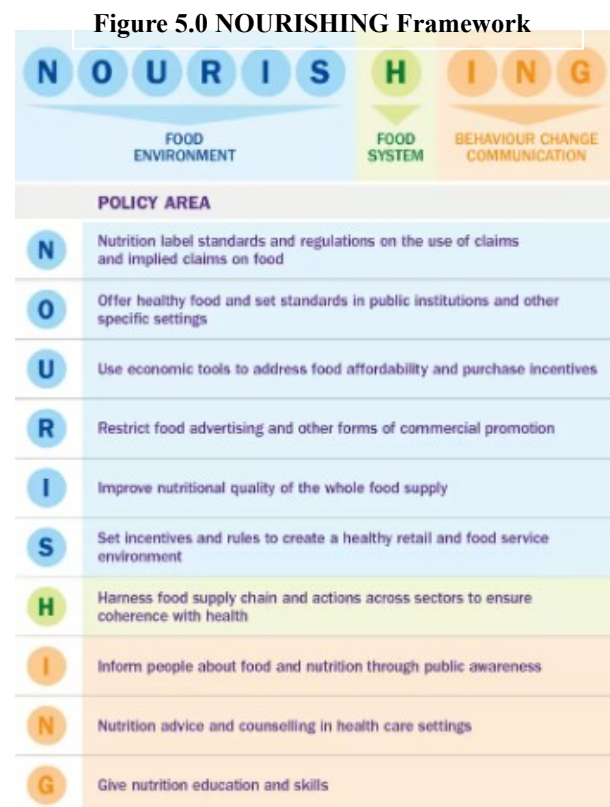 Figure 5.0 NOURISHING Framework
N O U R I S H I N G
FOOD ENVIRONMENT
FOOD SYSTEM
BEHAVIOUR CHANGE COMMUNICATION
POLICY AREA
N Nutrition label standards and regulations on the use of claims
and implied claims on food
O Offer healthy food and set standards in public institutions and other
specific settings
U Use economic tools to address food affordability and purchase incentives
R Restrict food advertising and other forms of commercial promotion
I Improve nutritional quality of the whole food supply
S Set incentives and rules to create a healthy retail and food service
environment
H Harness food supply chain and actions across sectors to ensure
coherence with health
I Inform people about food and nutrition through public awareness
N Nutrition advice and counselling in health care settings
G Give nutrition education and skills